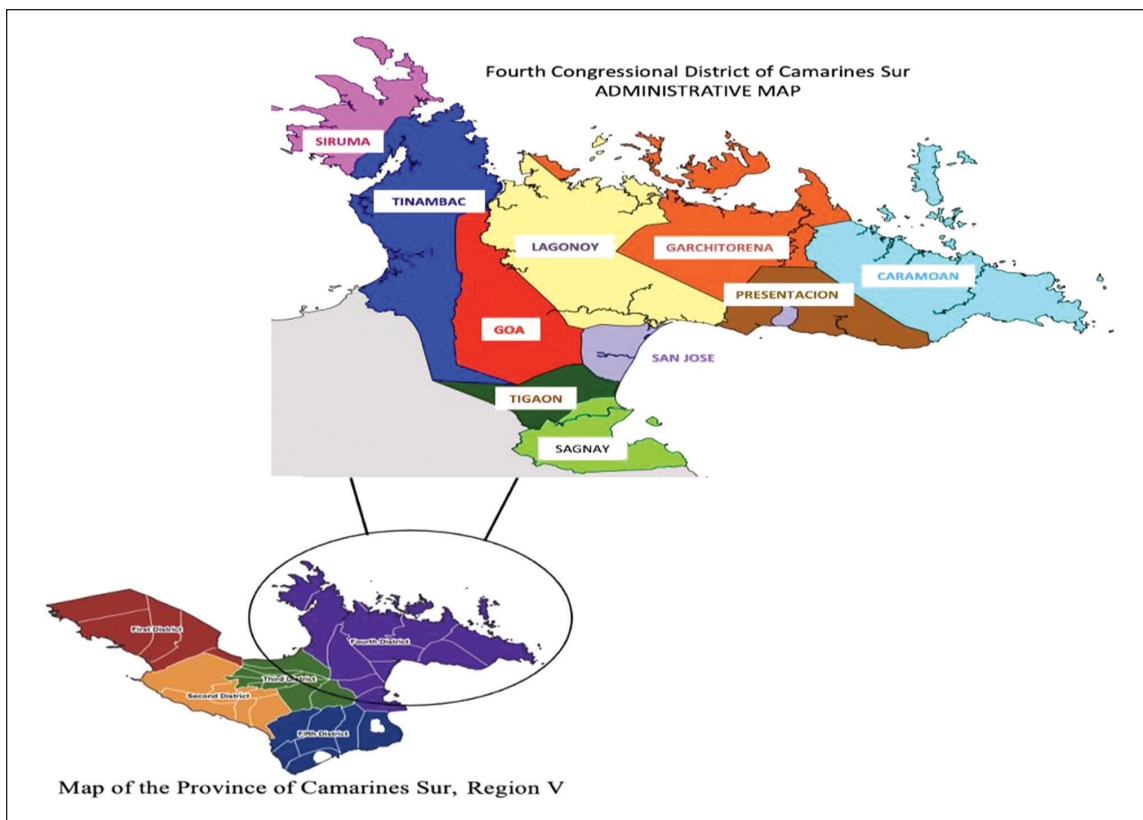 Fourth Congressional District of Camarines Sur
ADMINISTRATIVE MAP
SIRUMA
TINAMBAC
LAGONOY
GARCHITORENA
CARAMOAN
PRESENTACION
GOA
SAN JOSE
TIGAON
SAGNAY
First District
Fourth District
Third District
Second District
Fifth District
Map of the Province of Camarines Sur, Region V